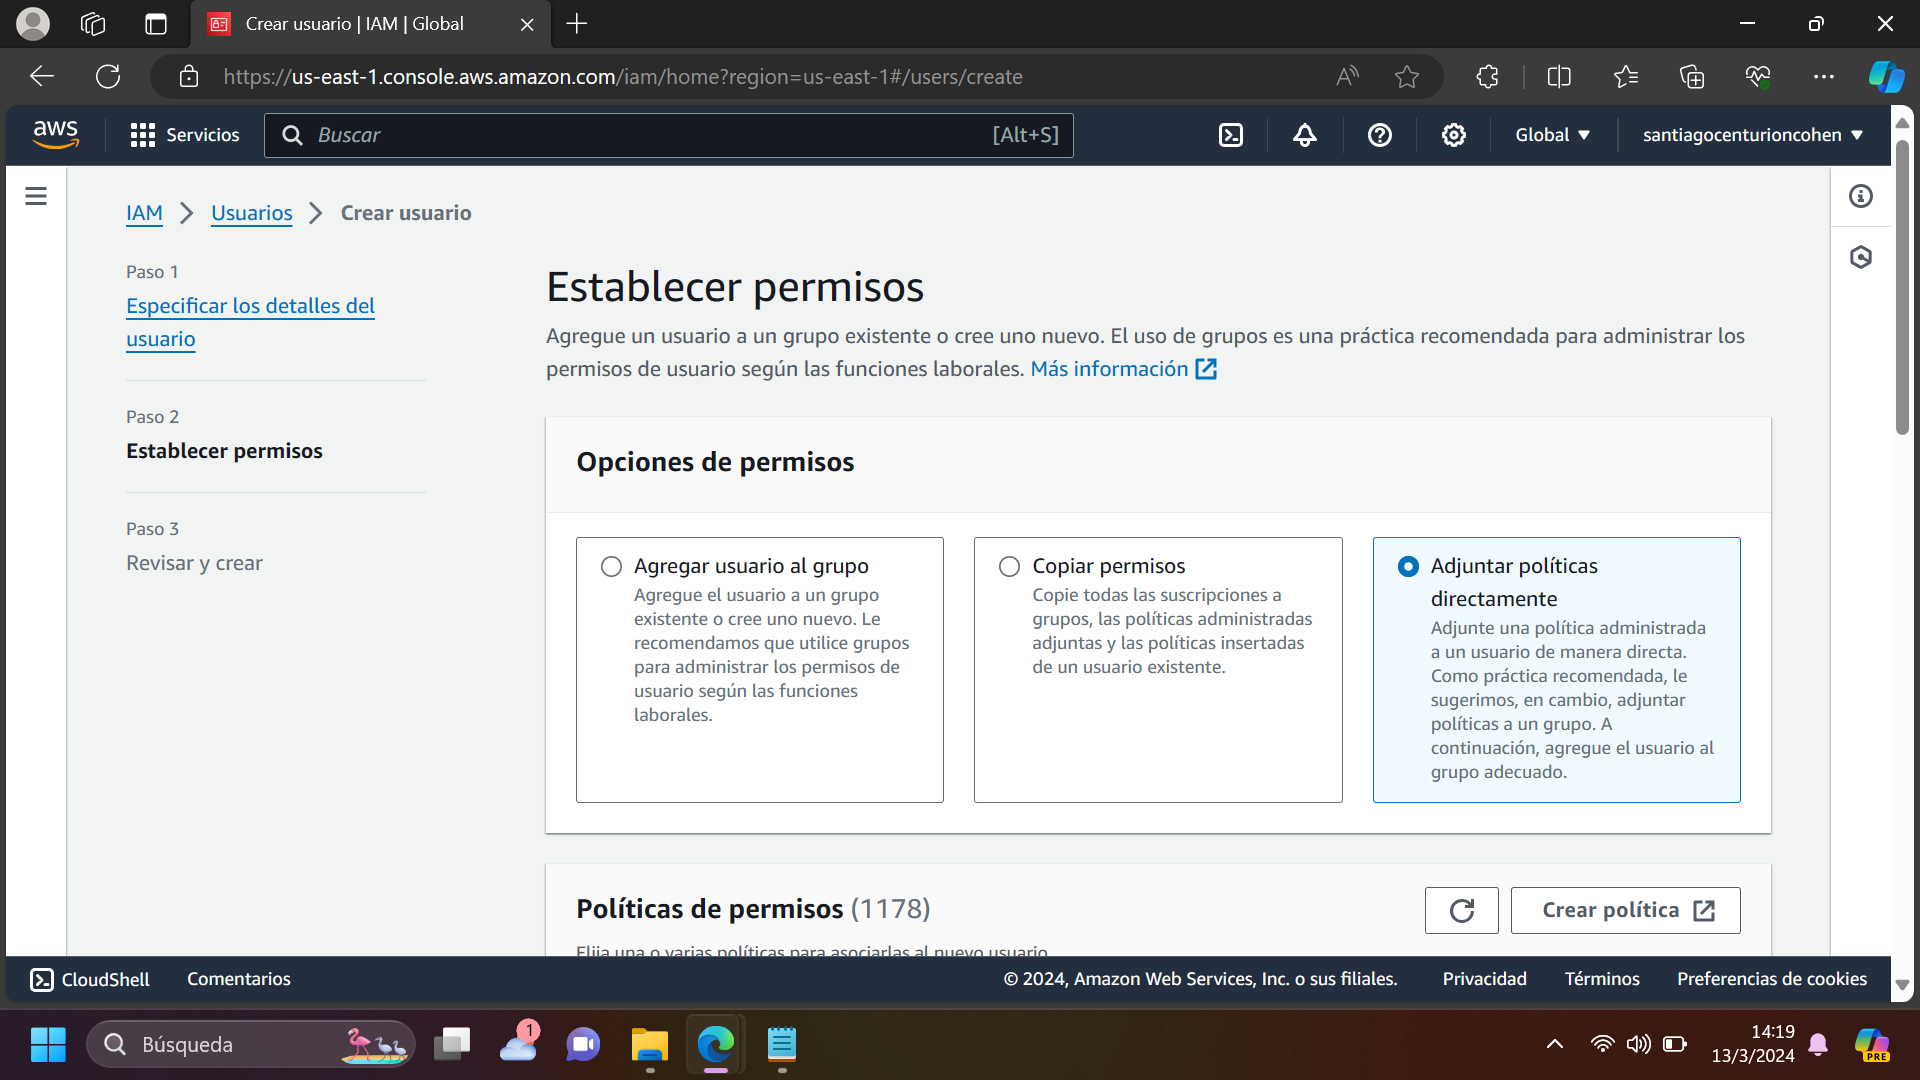 Crear usuario | IAM | Global
https://us-east-1.console.aws.amazon.com/iam/home?region=us-east-1#/users/create
aws
Servicios
Buscar
[Alt+S]
Global
santiagocenturioncohen
IAM
Usuarios
Crear usuario
Paso 1
Especificar los detalles del
usuario
Paso 2
Establecer permisos
Paso 3
Revisar y crear
Establecer permisos
Agregue un usuario a un grupo existente o cree uno nuevo. El uso de grupos es una práctica recomendada para administrar los
permisos de usuario según las funciones laborales. Más información
Opciones de permisos
Agregar usuario al grupo
Agregue el usuario a un grupo
existente o cree uno nuevo. Le
recomendamos que utilice grupos
para administrar los permisos de
usuario según las funciones
laborales.
Copiar permisos
Copie todas las suscripciones a
grupos, las políticas administradas
adjuntas y las políticas insertadas
de un usuario existente.
Adjuntar políticas
directamente
Adjunte una política administrada
a un usuario de manera directa.
Como práctica recomendada, le
sugerimos, en cambio, adjuntar
políticas a un grupo. A
continuación, agregue el usuario al
grupo adecuado.
Políticas de permisos (1178)
Crear política
Elija una o varias políticas para asociarlas al nuevo usuario.
CloudShell
Comentarios
© 2024, Amazon Web Services, Inc. o sus filiales.
Privacidad
Términos
Preferencias de cookies
Búsqueda
1
14:19
13/3/2024
PRE